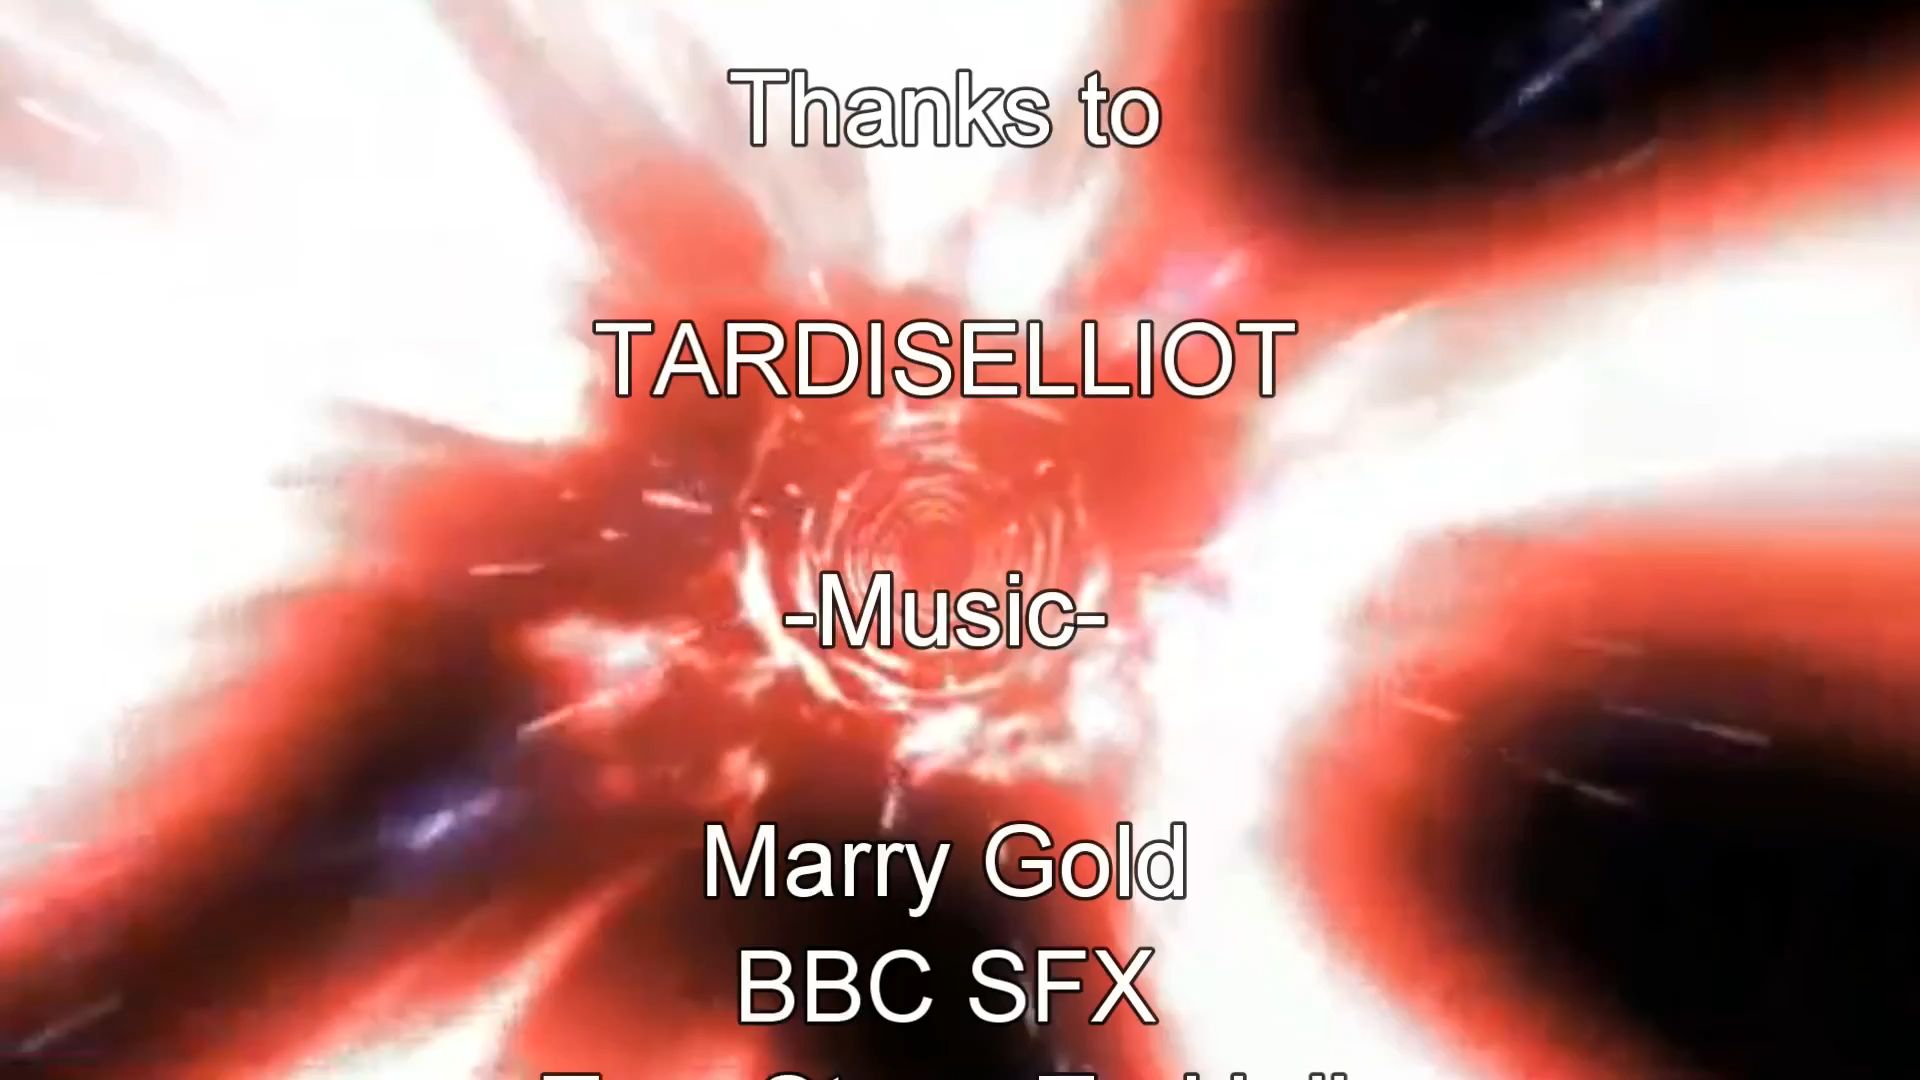 Thanks to
TARDISELLIOT
-Music-
Marry Gold
BBC SFX